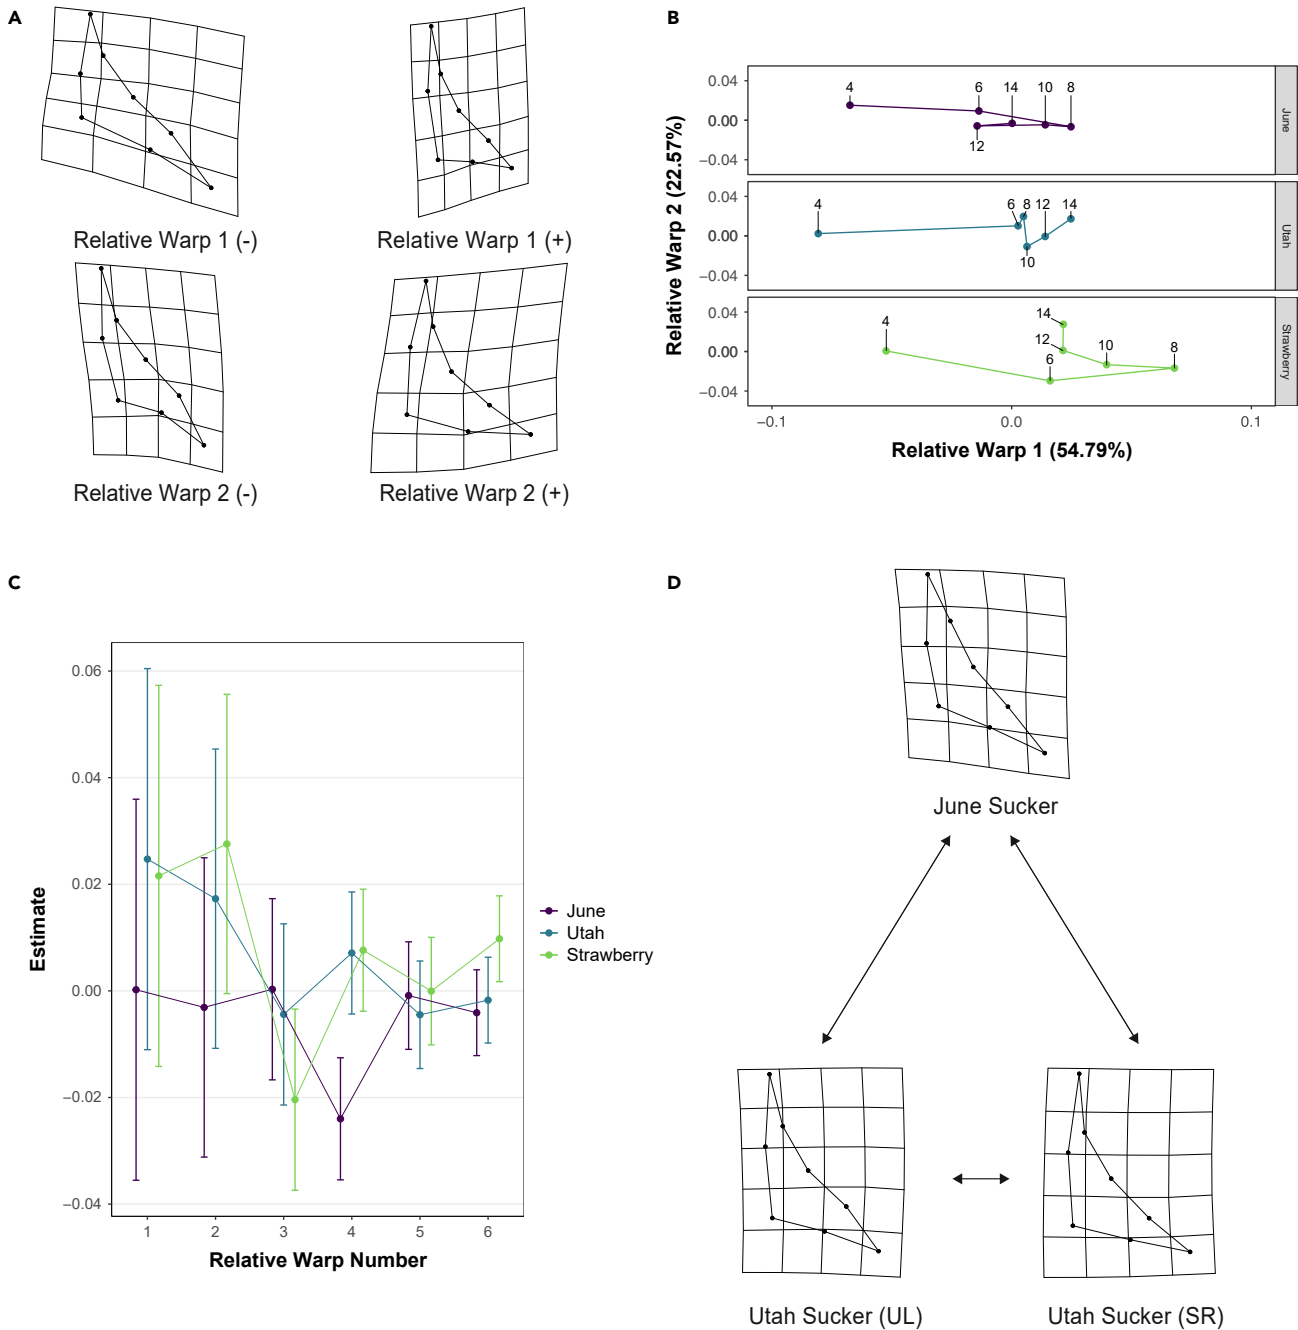 A
Relative Warp 1 (-)
Relative Warp 1 (+)
Relative Warp 2 (-)
Relative Warp 2 (+)
B
Relative Warp 2 (22.57%)
0.04
0.00
−0.04
4
6
14
10
8
12
June
0.04
0.00
−0.04
4
6
8
12
14
10
Utah
0.04
0.00
−0.04
4
14
12
6
10
8
Strawberry
−0.1
0.0
0.1
Relative Warp 1 (54.79%)
C
Estimate
0.06
0.04
0.02
0.00
−0.02
−0.04
1
2
3
4
5
6
Relative Warp Number
June
Utah
Strawberry
D
June Sucker
Utah Sucker (UL)
Utah Sucker (SR)